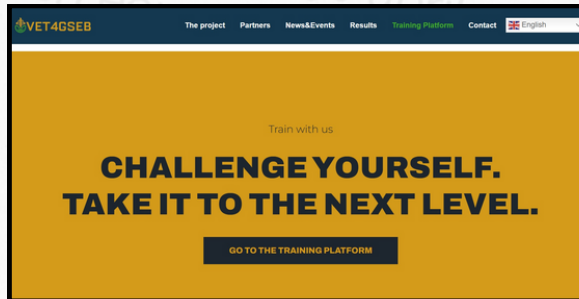 VET4GSEB
The project Partners News&Events Results Training Platform Contact English
Train with us
CHALLENGE YOURSELF.
TAKE IT TO THE NEXT LEVEL.
GO TO THE TRAINING PLATFORM